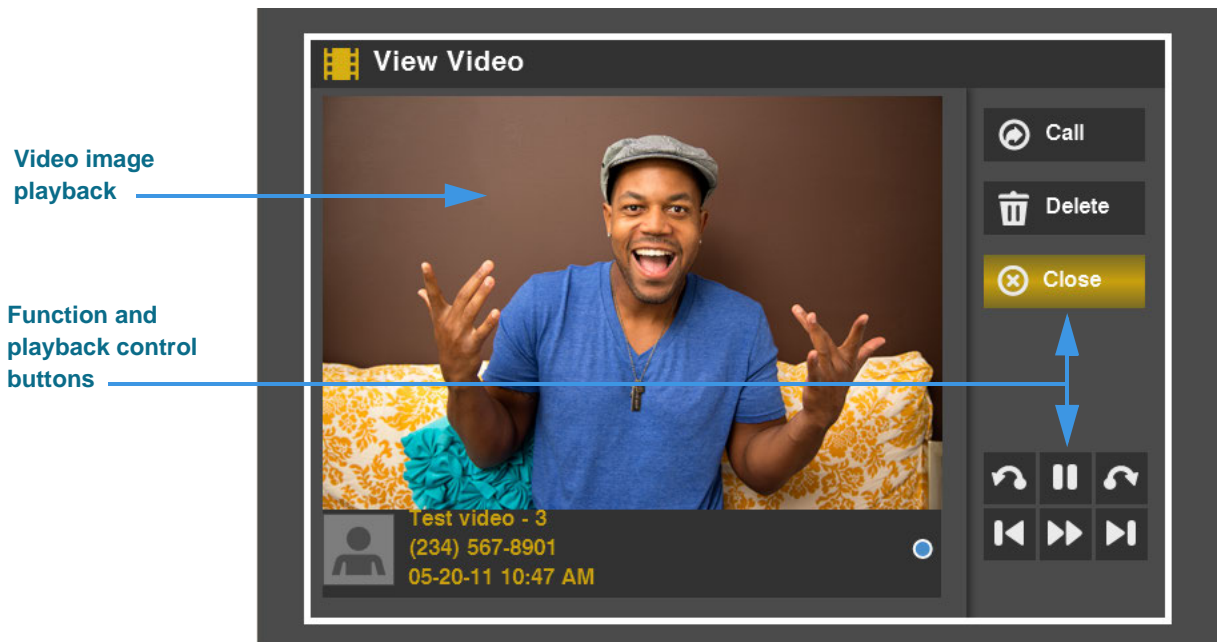 View Video
Video image
playback
Function and
playback control
buttons
Call
Delete
Close
Test video - 3
(234) 567-8901
05-20-11 10:47 AM